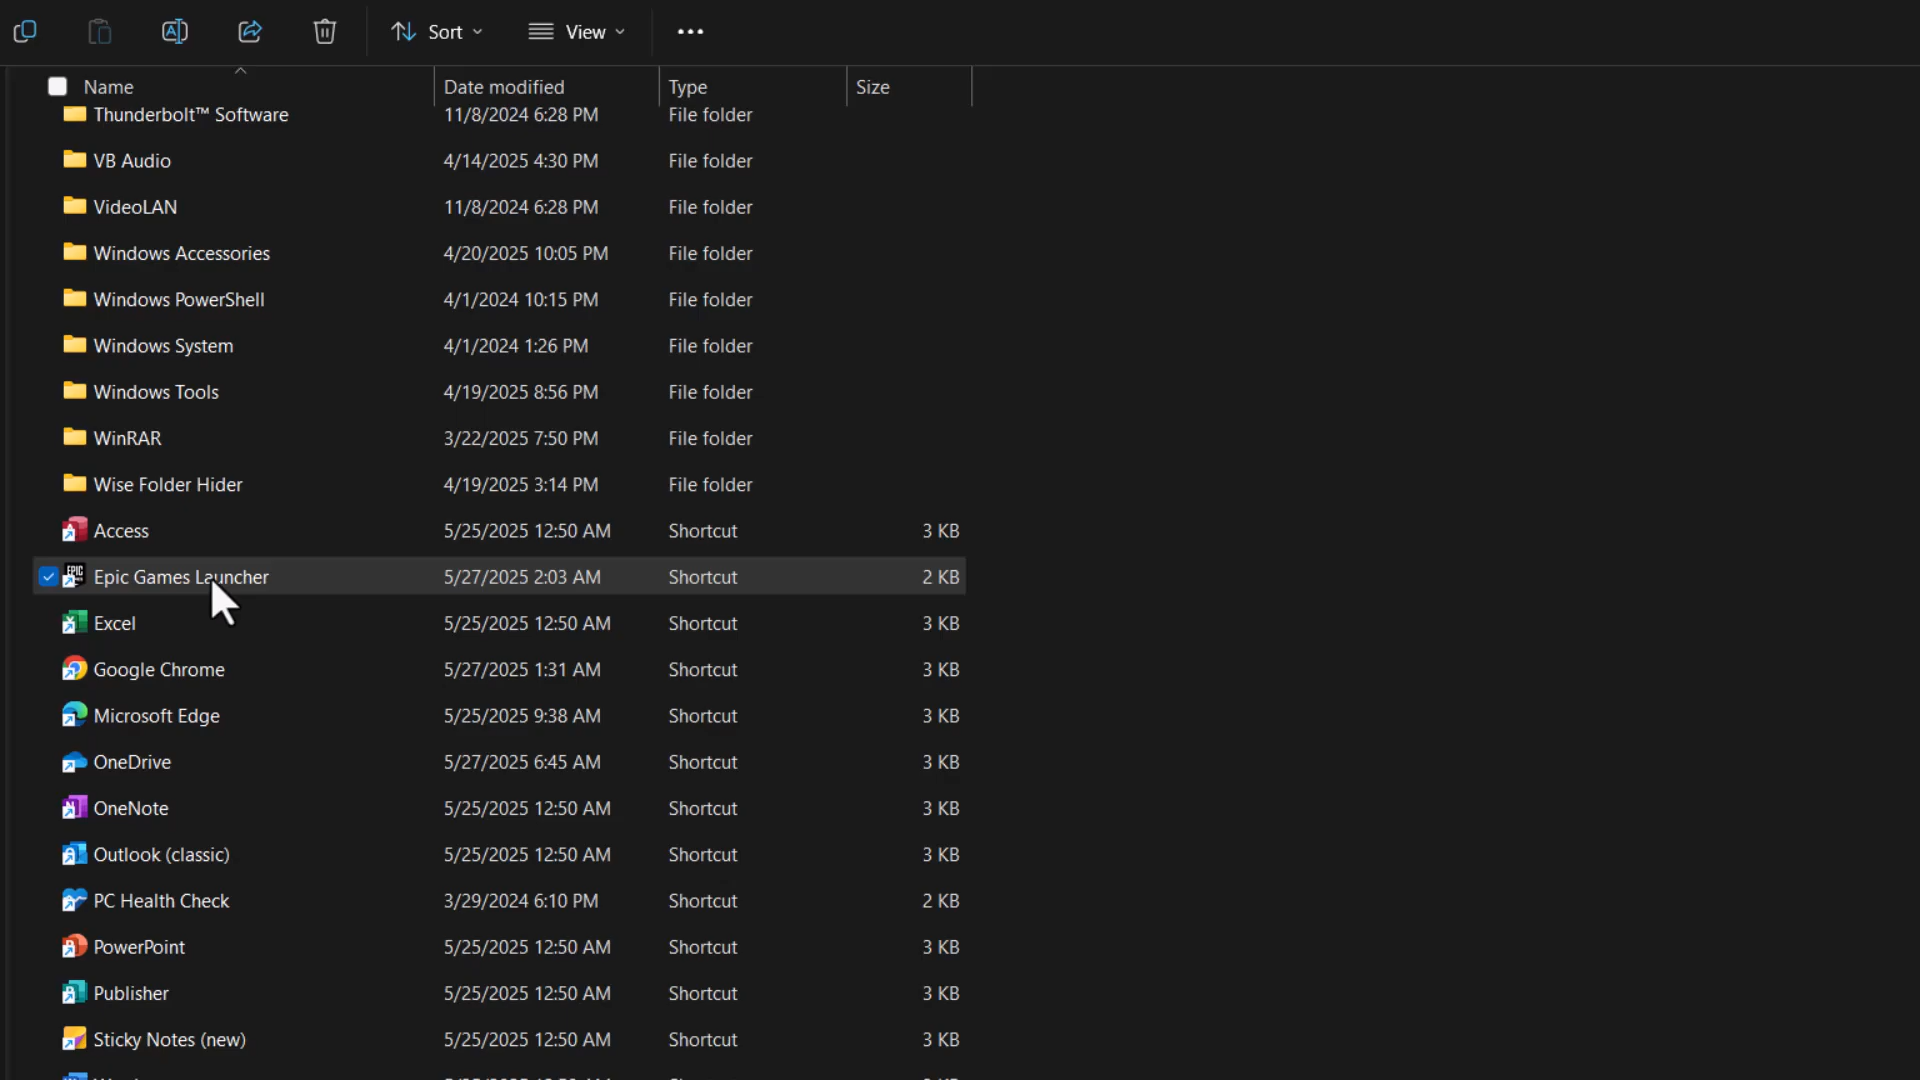 Sort View
Name Date modified Type Size
Thunderbolt™ Software 11/8/2024 6:28 PM File folder
VB Audio 4/14/2025 4:30 PM File folder
VideoLAN 11/8/2024 6:28 PM File folder
Windows Accessories 4/20/2025 10:05 PM File folder
Windows PowerShell 4/1/2024 10:15 PM File folder
Windows System 4/1/2024 1:26 PM File folder
Windows Tools 4/19/2025 8:56 PM File folder
WinRAR 3/22/2025 7:50 PM File folder
Wise Folder Hider 4/19/2025 3:14 PM File folder
Access 5/25/2025 12:50 AM Shortcut 3 KB
EPIC Epic Games Launcher 5/27/2025 2:03 AM Shortcut 2 KB
Excel 5/25/2025 12:50 AM Shortcut 3 KB
Google Chrome 5/27/2025 1:31 AM Shortcut 3 KB
Microsoft Edge 5/25/2025 9:38 AM Shortcut 3 KB
OneDrive 5/27/2025 6:45 AM Shortcut 3 KB
OneNote 5/25/2025 12:50 AM Shortcut 3 KB
Outlook (classic) 5/25/2025 12:50 AM Shortcut 3 KB
PC Health Check 3/29/2024 6:10 PM Shortcut 2 KB
PowerPoint 5/25/2025 12:50 AM Shortcut 3 KB
Publisher 5/25/2025 12:50 AM Shortcut 3 KB
Sticky Notes (new) 5/25/2025 12:50 AM Shortcut 3 KB